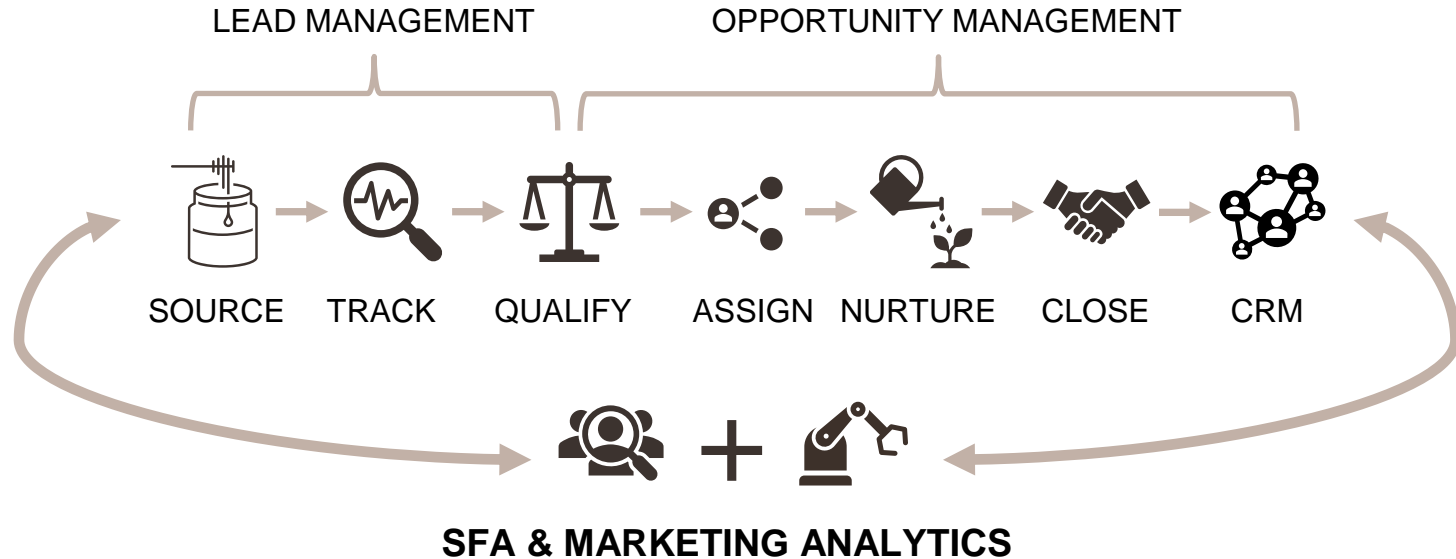 LEAD MANAGEMENT OPPORTUNITY MANAGEMENT
SOURCE TRACK QUALIFY ASSIGN NURTURE CLOSE CRM
SFA & MARKETING ANALYTICS